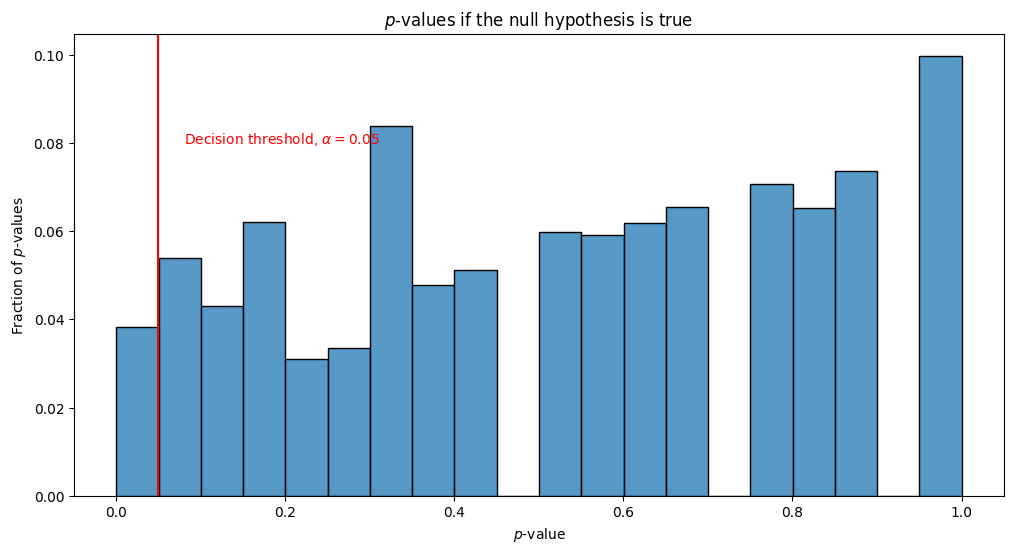 p-values if the null hypothesis is true
0.10
0.08
0.06
0.04
0.02
0.00
Fraction of p-values
Decision threshold, α = 0.05
0.0 0.2 0.4 0.6 0.8 1.0
p-value